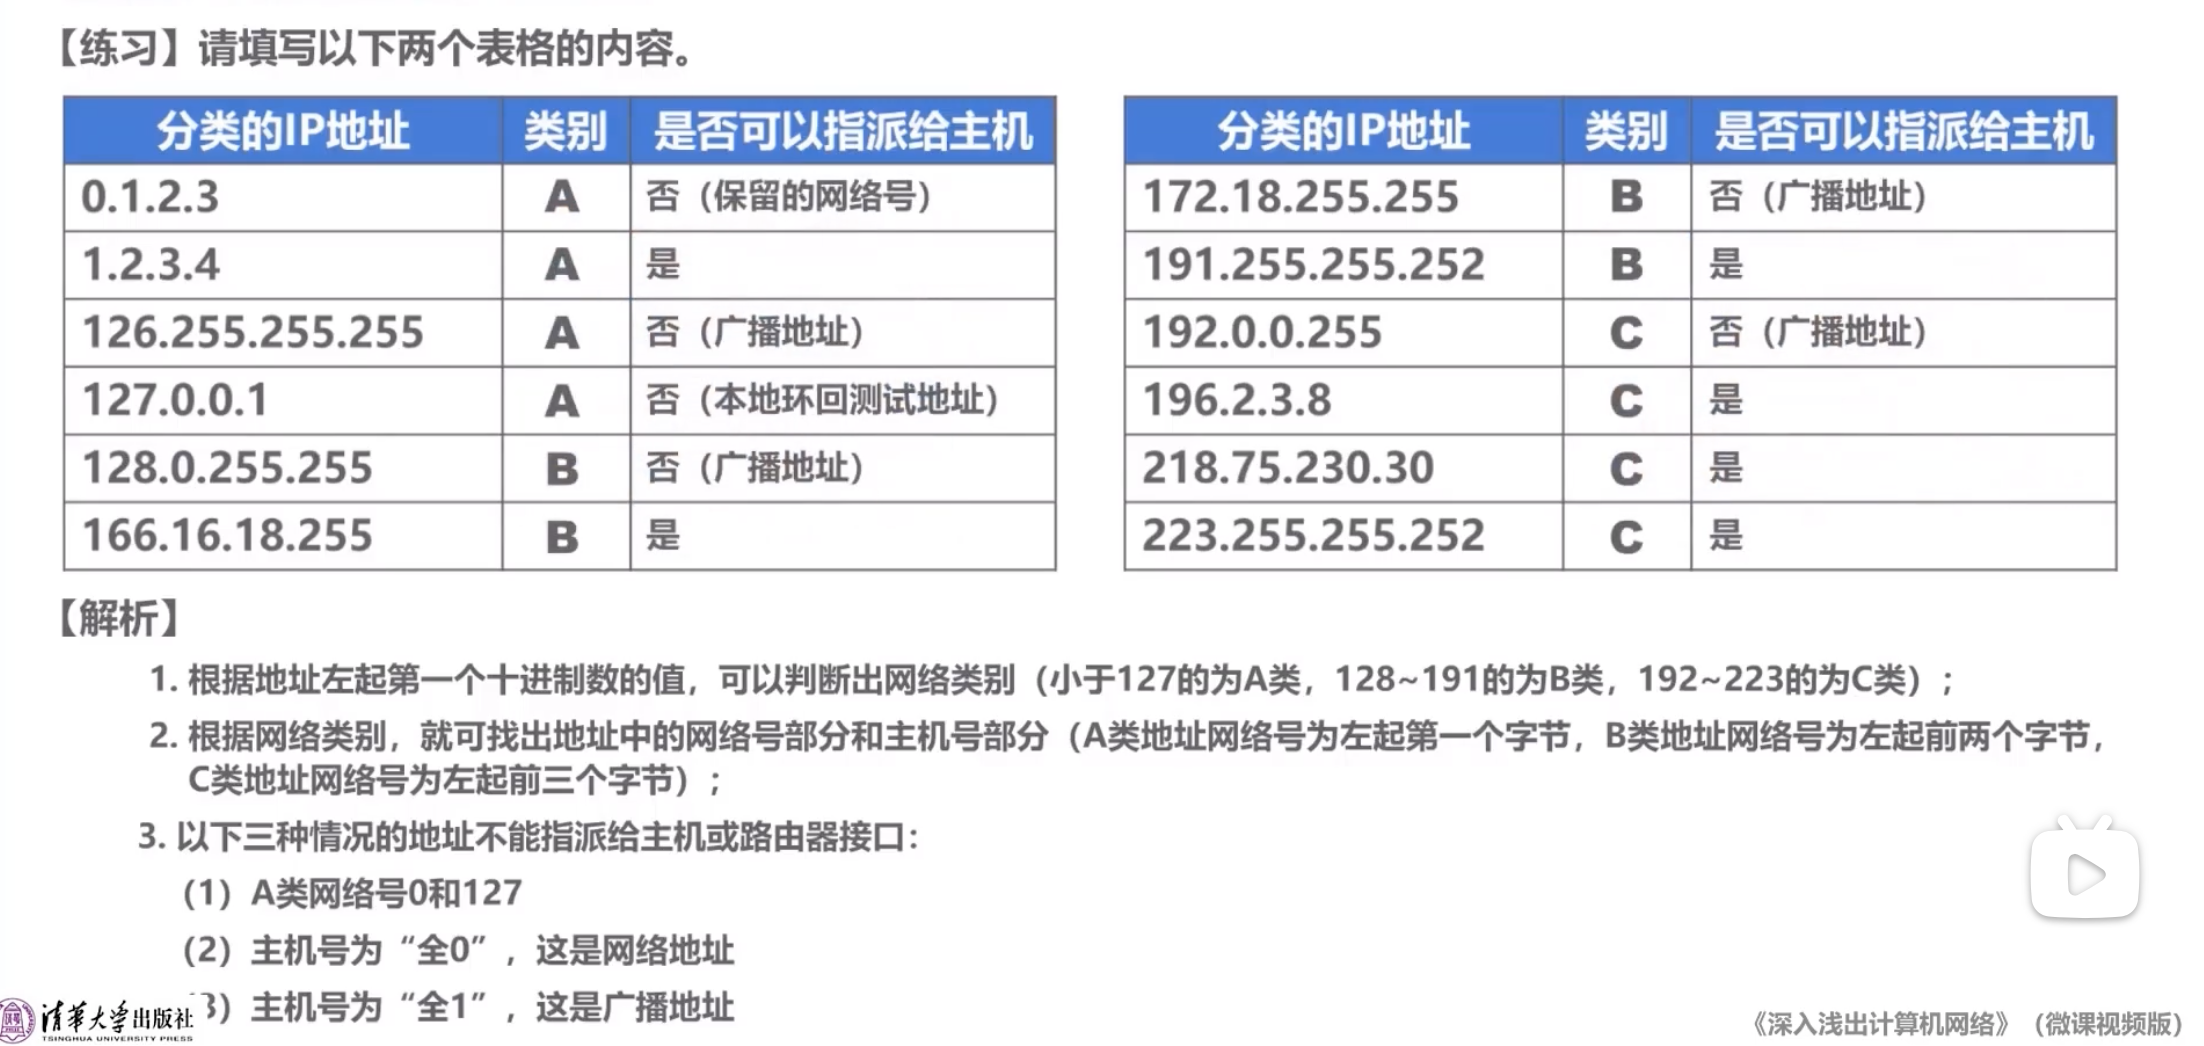 【练习】请填写以下两个表格的内容。
分类的IP地址 类别 是否可以指派给主机
0.1.2.3 A 否（保留的网络号）
1.2.3.4 A 是
126.255.255.255 A 否（广播地址）
127.0.0.1 A 否（本地环回测试地址）
128.0.255.255 B 否（广播地址）
166.16.18.255 B 是
分类的IP地址 类别 是否可以指派给主机
172.18.255.255 B 否（广播地址）
191.255.255.252 B 是
192.0.0.255 C 否（广播地址）
196.2.3.8 C 是
218.75.230.30 C 是
223.255.255.252 C 是
【解析】
1. 根据地址左起第一个十进制数的值，可以判断出网络类别（小于127的为A类，128~191的为B类，192~223的为C类）；
2. 根据网络类别，就可找出地址中的网络号部分和主机号部分（A类地址网络号为左起第一个字节，B类地址网络号为左起前两个字节，
C类地址网络号为左起前三个字节）；
3. 以下三种情况的地址不能指派给主机或路由器接口：
（1）A类网络号0和127
（2）主机号为“全0”，这是网络地址
3）主机号为“全1”，这是广播地址
清华大学出版社
TSINGHUA UNIVERSITY PRESS
《深入浅出计算机网络》（微课视频版）